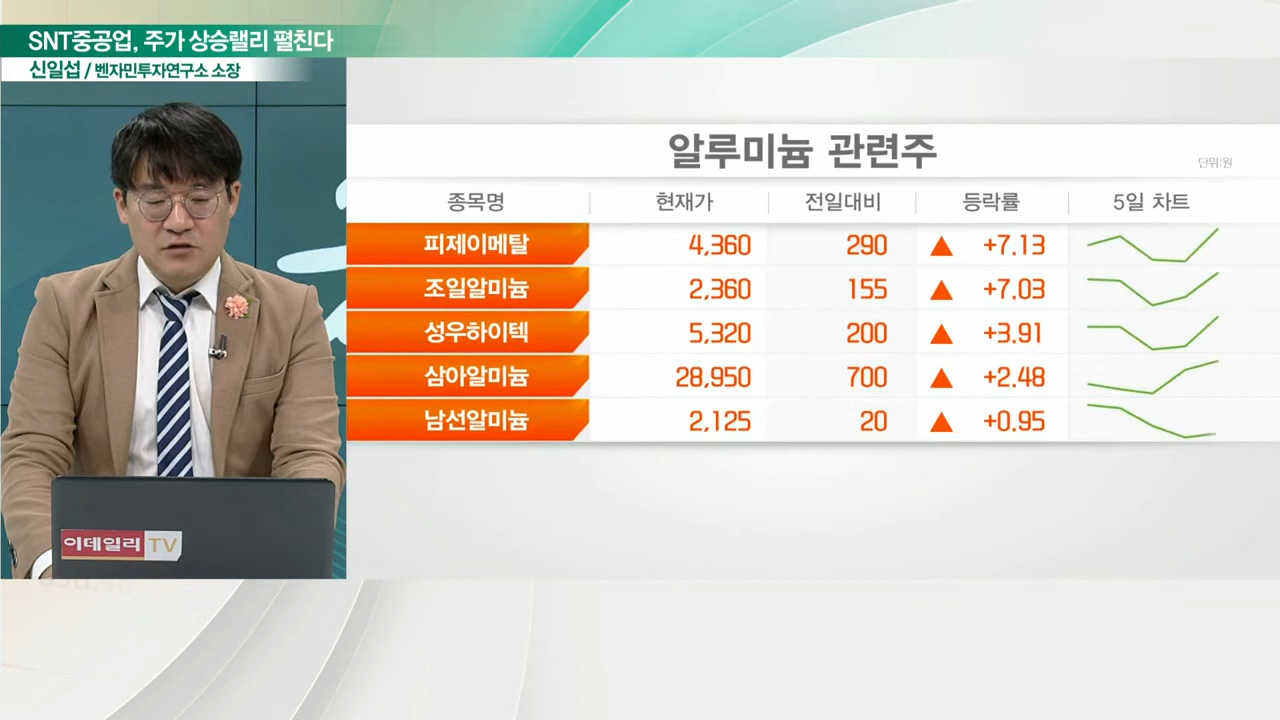 SNT중공업, 주가 상승랠리 펼친다
신일섭 / 벤자민투자연구소 소장
알루미늄 관련주
단위:원
종목명 현재가 전일대비 등락률 5일 차트
피제이메탈 4,360 290 ▲ +7.13
조일알미늄 2,360 155 ▲ +7.03
성우하이텍 5,320 200 ▲ +3.91
삼아알미늄 28,950 700 ▲ +2.48
남선알미늄 2,125 20 ▲ +0.95
이데일리TV